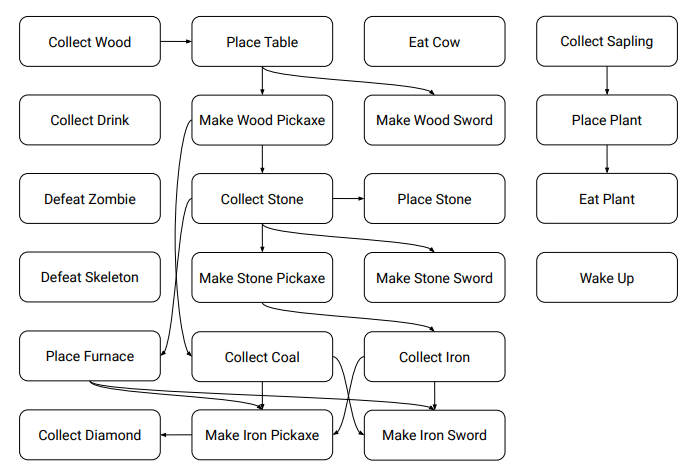 Collect Wood
Place Table
Eat Cow
Collect Sapling
Collect Drink
Make Wood Pickaxe
Make Wood Sword
Place Plant
Defeat Zombie
Collect Stone
Place Stone
Eat Plant
Defeat Skeleton
Make Stone Pickaxe
Make Stone Sword
Wake Up
Place Furnace
Collect Coal
Collect Iron
Collect Diamond
Make Iron Pickaxe
Make Iron Sword